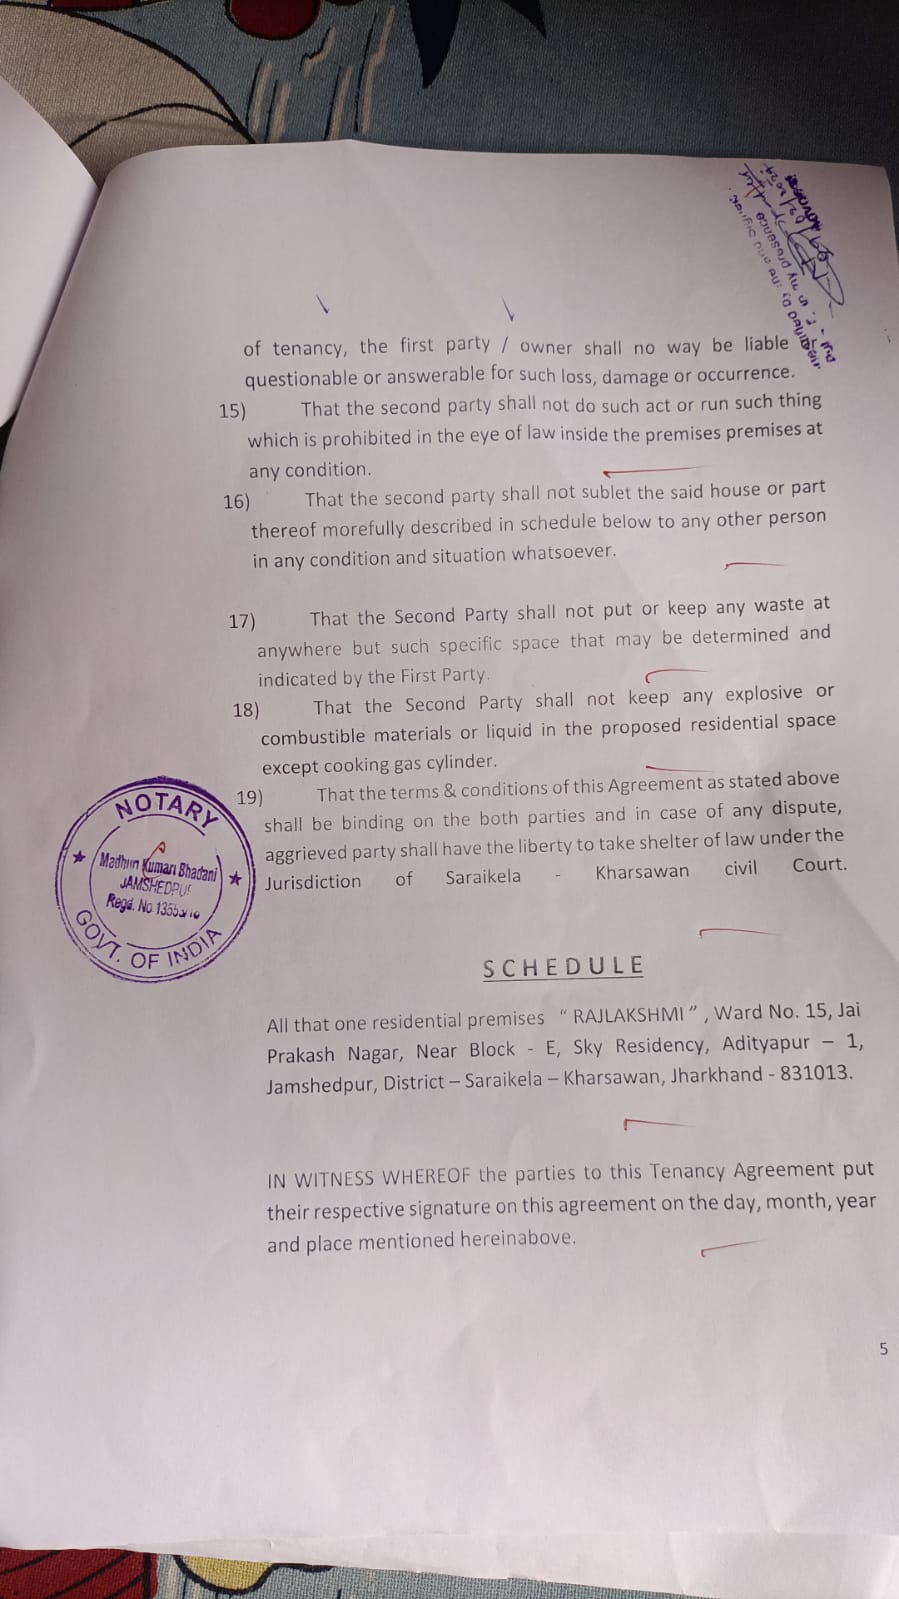 of tenancy, the first party / owner shall no way be liable or
questionable or answerable for such loss, damage or occurrence.
15) That the second party shall not do such act or run such thing
which is prohibited in the eye of law inside the premises premises at
any condition.
16) That the second party shall not sublet the said house or part
thereof morefully described in schedule below to any other person
in any condition and situation whatsoever.
17) That the Second Party shall not put or keep any waste at
anywhere but such specific space that may be determined and
indicated by the First Party.
18) That the Second Party shall not keep any explosive or
combustible materials or liquid in the proposed residential space
except cooking gas cylinder.
19) That the terms & conditions of this Agreement as stated above
shall be binding on the both parties and in case of any dispute,
aggrieved party shall have the liberty to take shelter of law under the
Jurisdiction of Saraikela - Kharsawan civil Court.
NOTARY
Kumari Bhadani
JAMSHEDPUR
Regd. No.
GOVT. OF INDIA
SCHEDULE
All that one residential premises “ RAJLAKSHMI ” , Ward No. 15, Jai
Prakash Nagar, Near Block - E, Sky Residency, Adityapur – 1,
Jamshedpur, District – Saraikela – Kharsawan, Jharkhand - 831013.
IN WITNESS WHEREOF the parties to this Tenancy Agreement put
their respective signature on this agreement on the day, month, year
and place mentioned hereinabove.
5